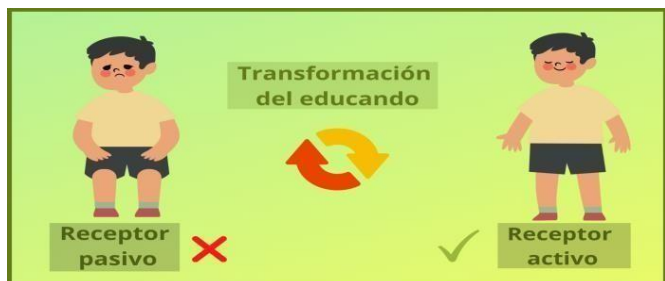 Transformación
del educando
Receptor
pasivo
Receptor
activo